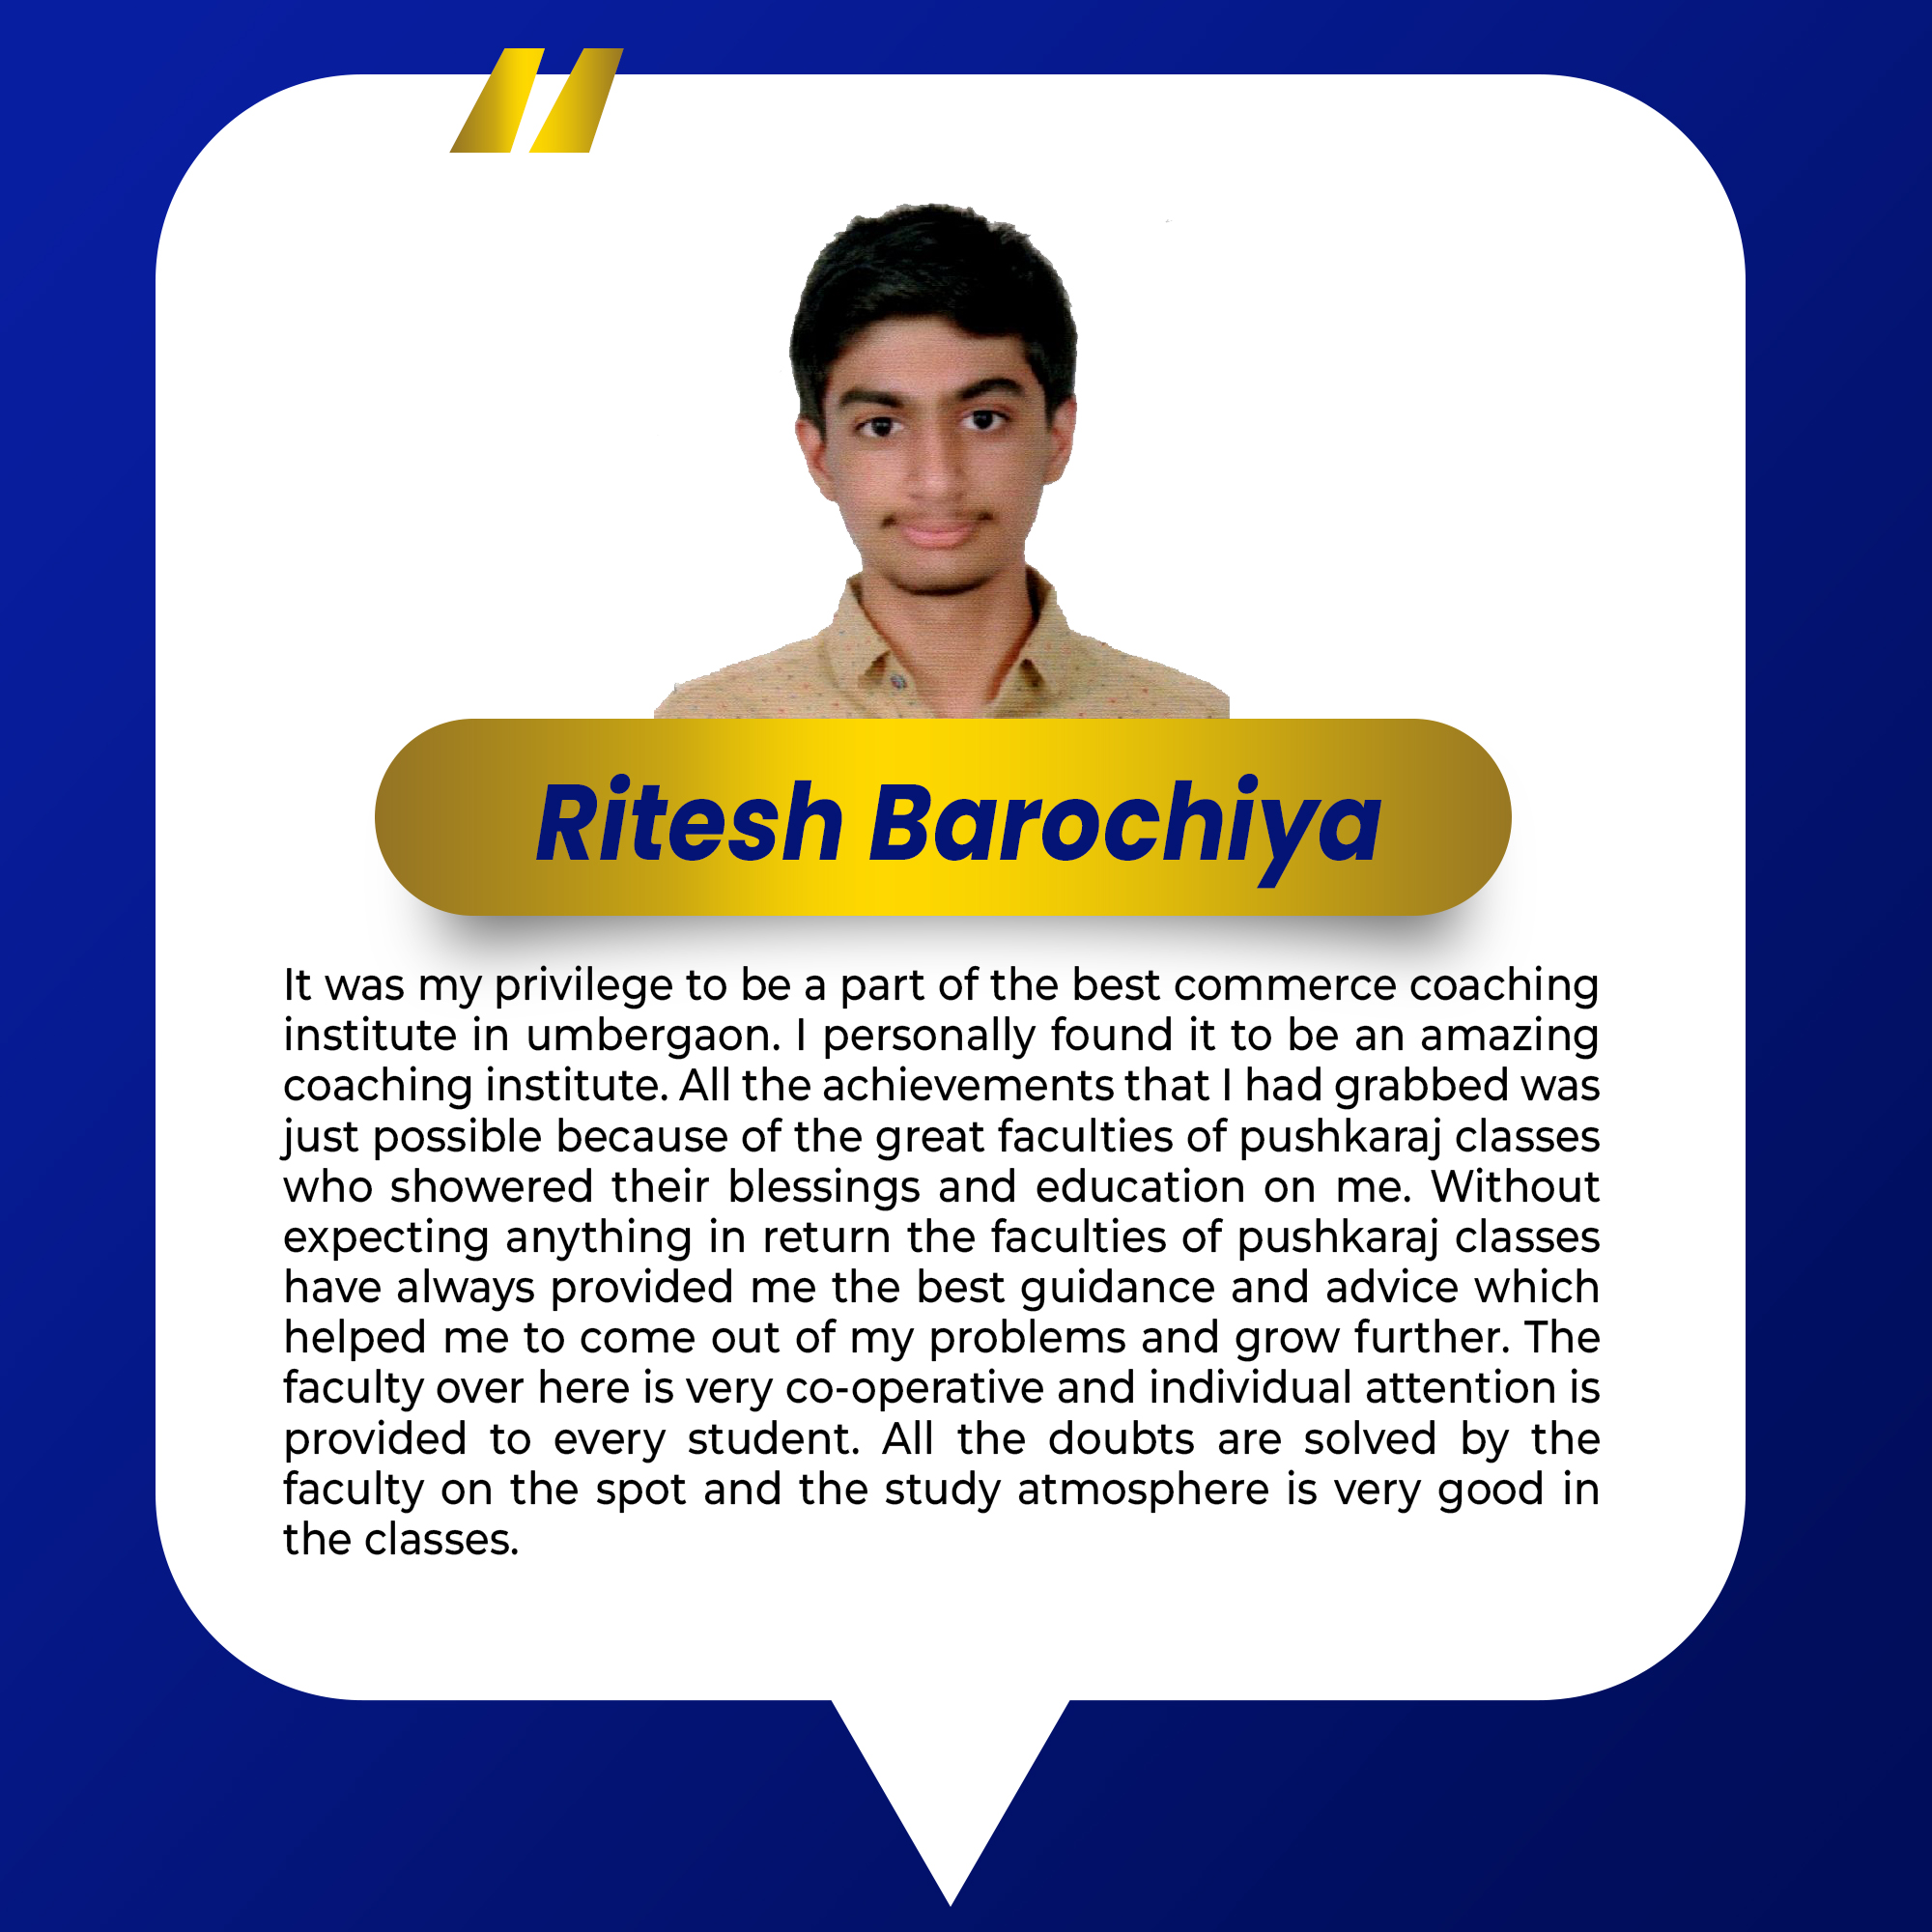 Ritesh Barochiya
It was my privilege to be a part of the best commerce coaching
institute in umbergaon. I personally found it to be an amazing
coaching institute. All the achievements that I had grabbed was
just possible because of the great faculties of pushkaraj classes
who showered their blessings and education on me. Without
expecting anything in return the faculties of pushkaraj classes
have always provided me the best guidance and advice which
helped me to come out of my problems and grow further. The
faculty over here is very co-operative and individual attention is
provided to every student. All the doubts are solved by the
faculty on the spot and the study atmosphere is very good in
the classes.